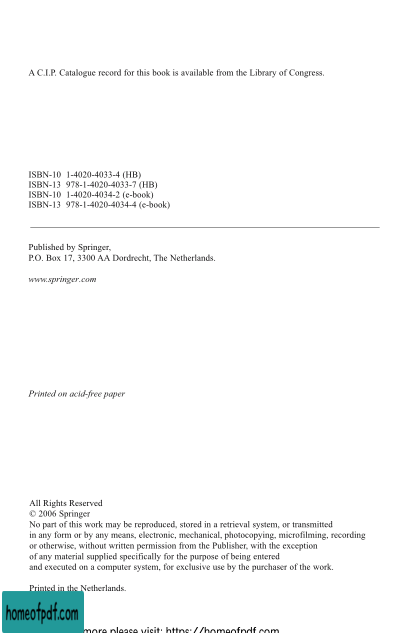 A C.I.P. Catalogue record for this book is available from the Library of Congress.
ISBN-10 1-4020-4033-4 (HB)
ISBN-13 978-1-4020-4033-7 (HB)
ISBN-10 1-4020-4034-2 (e-book)
ISBN-13 978-1-4020-4034-4 (e-book)
Published by Springer,
P.O. Box 17, 3300 AA Dordrecht, The Netherlands.
www.springer.com
Printed on acid-free paper
All Rights Reserved
© 2006 Springer
No part of this work may be reproduced, stored in a retrieval system, or transmitted
in any form or by any means, electronic, mechanical, photocopying, microfilming, recording
or otherwise, without written permission from the Publisher, with the exception
of any material supplied specifically for the purpose of being entered
and executed on a computer system, for exclusive use by the purchaser of the work.
Printed in the Netherlands.
homeofpdf.com
more please visit: https://homeofpdf.com